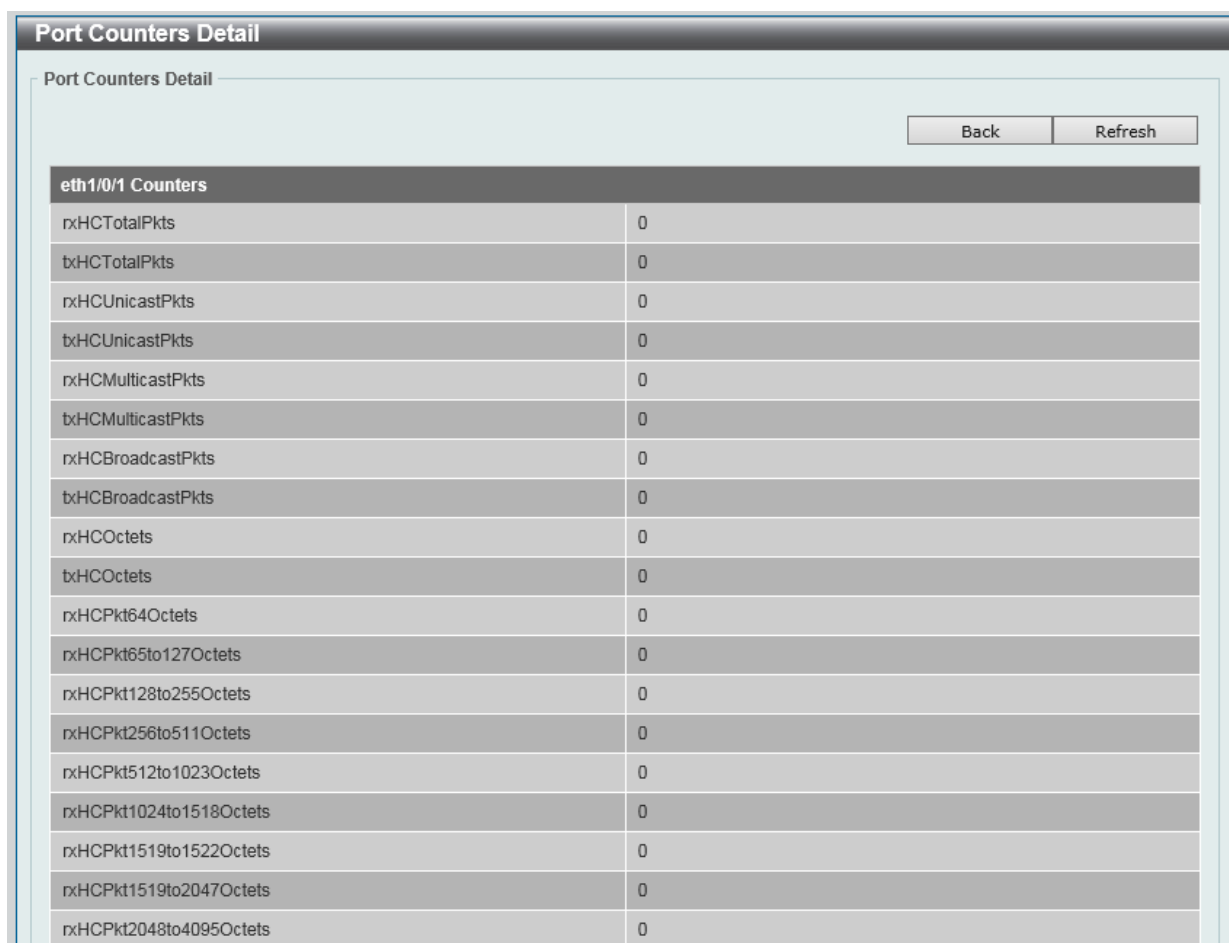 Port Counters Detail
Port Counters Detail
Back Refresh
eth1/0/1 Counters
rxHCTotalPkts 0
txHCTotalPkts 0
rxHCUnicastPkts 0
txHCUnicastPkts 0
rxHCMulticastPkts 0
txHCMulticastPkts 0
rxHCBroadcastPkts 0
txHCBroadcastPkts 0
rxHCOctets 0
txHCOctets 0
rxHCPkt64Octets 0
rxHCPkt65to127Octets 0
rxHCPkt128to255Octets 0
rxHCPkt256to511Octets 0
rxHCPkt512to1023Octets 0
rxHCPkt1024to1518Octets 0
rxHCPkt1519to1522Octets 0
rxHCPkt1519to2047Octets 0
rxHCPkt2048to4095Octets 0